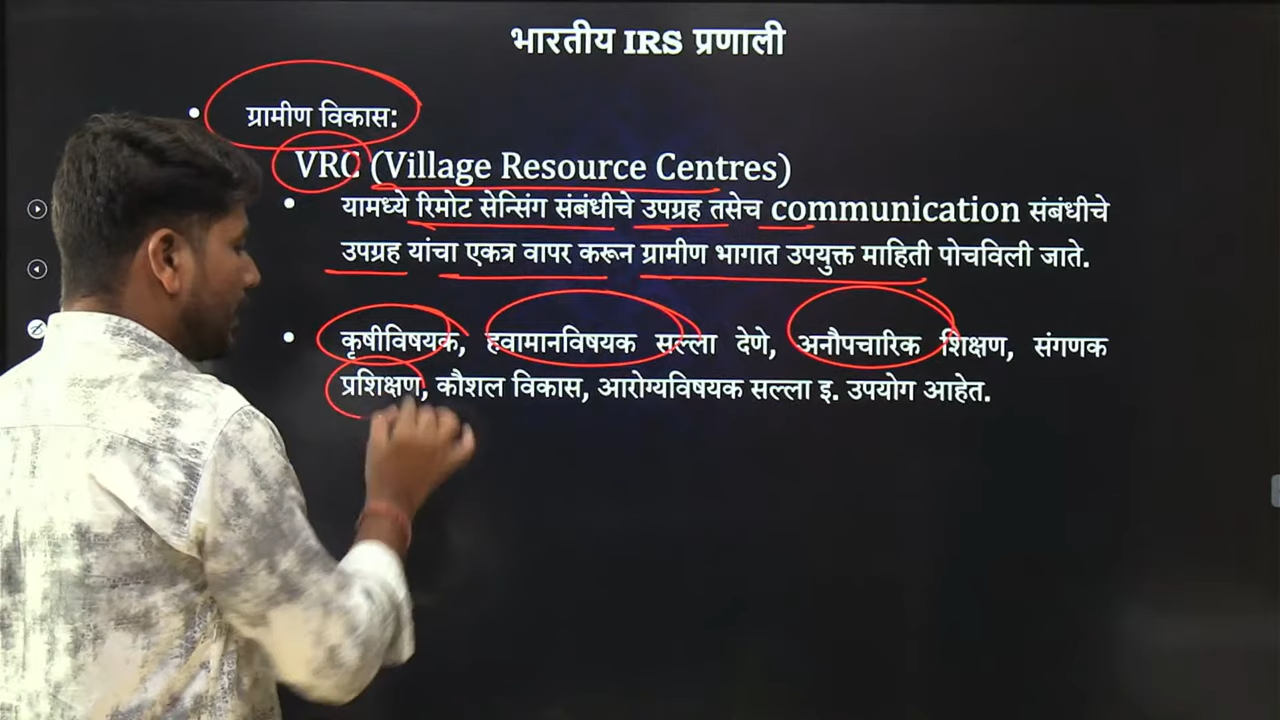 भारतीय IRS प्रणाली
• ग्रामीण विकास:
VRC (Village Resource Centres)
• यामध्ये रिमोट सेन्सिंग संबंधीचे उपग्रह तसेच communication संबंधीचे
उपग्रह यांचा एकत्र वापर करून ग्रामीण भागात उपयुक्त माहिती पोचविली जाते.
• कृषीविषयक, हवामानविषयक सल्ला देणे, अनौपचारिक शिक्षण, संगणक
प्रशिक्षण, कौशल विकास, आरोग्यविषयक सल्ला इ. उपयोग आहेत.